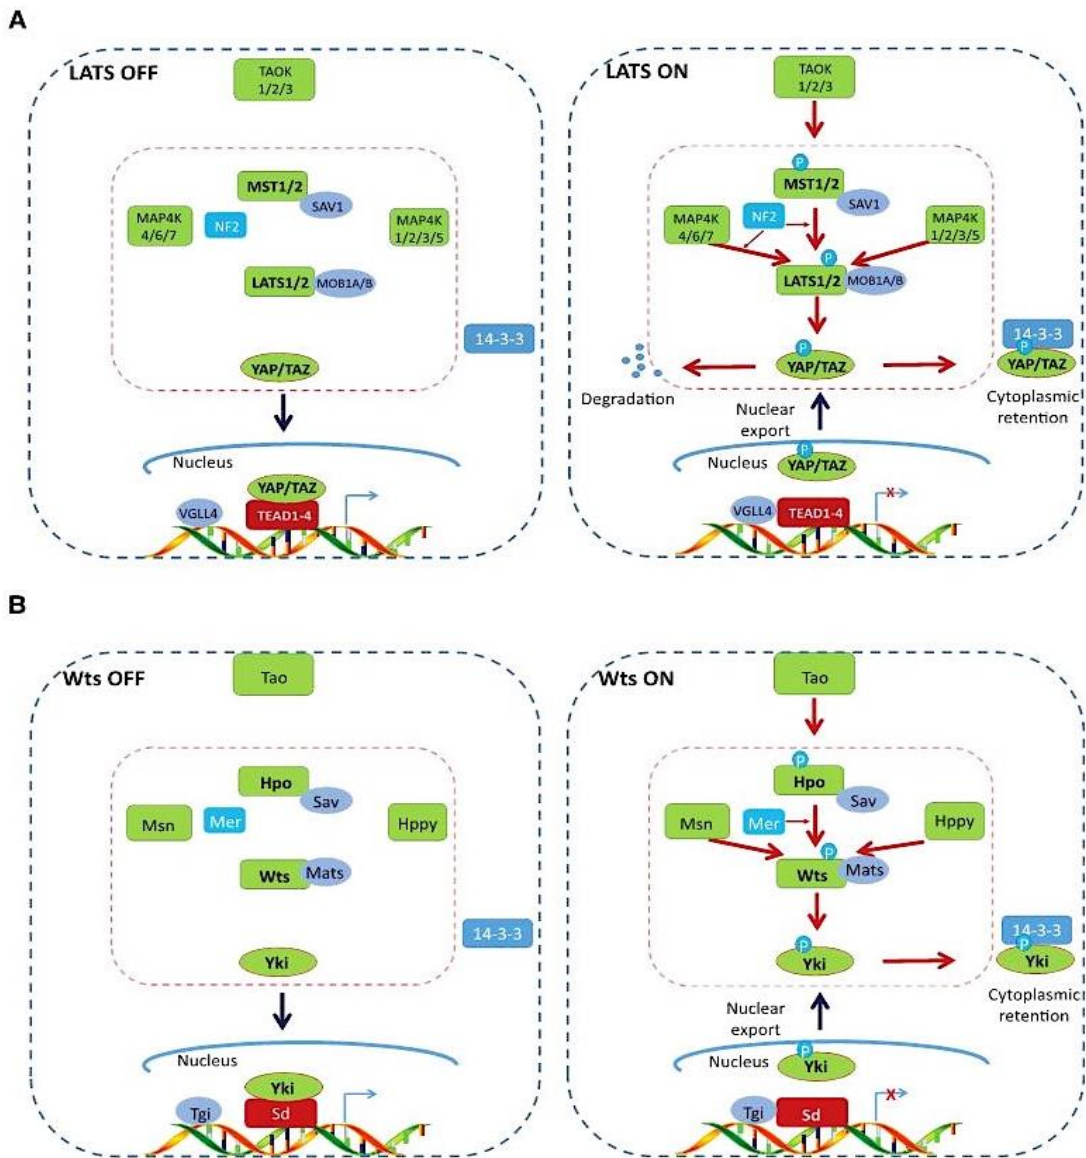 A
LATS OFF
TAOK
1/2/3
MST1/2
SAV1
MAP4K
4/6/7
NF2
MAP4K
1/2/3/5
LATS1/2
MOB1A/B
14-3-3
YAP/TAZ
Nucleus
YAP/TAZ
VGLL4
TEAD1-4
LATS ON
TAOK
1/2/3
P
MST1/2
SAV1
MAP4K
4/6/7
NF2
MAP4K
1/2/3/5
P
LATS1/2
MOB1A/B
14-3-3
P
YAP/TAZ
P
YAP/TAZ
Degradation
Cytoplasmic
retention
Nuclear
export
Nucleus
P
YAP/TAZ
VGLL4
TEAD1-4
X
B
Wts OFF
Tao
Hpo
Sav
Msn
Mer
Hppy
Wts
Mats
14-3-3
Yki
Nucleus
Yki
Tgi
Sd
Wts ON
Tao
P
Hpo
Sav
Msn
Mer
Hppy
P
Wts
Mats
14-3-3
P
Yki
P
Yki
Cytoplasmic
retention
Nuclear
export
Nucleus
P
Yki
Tgi
Sd
X